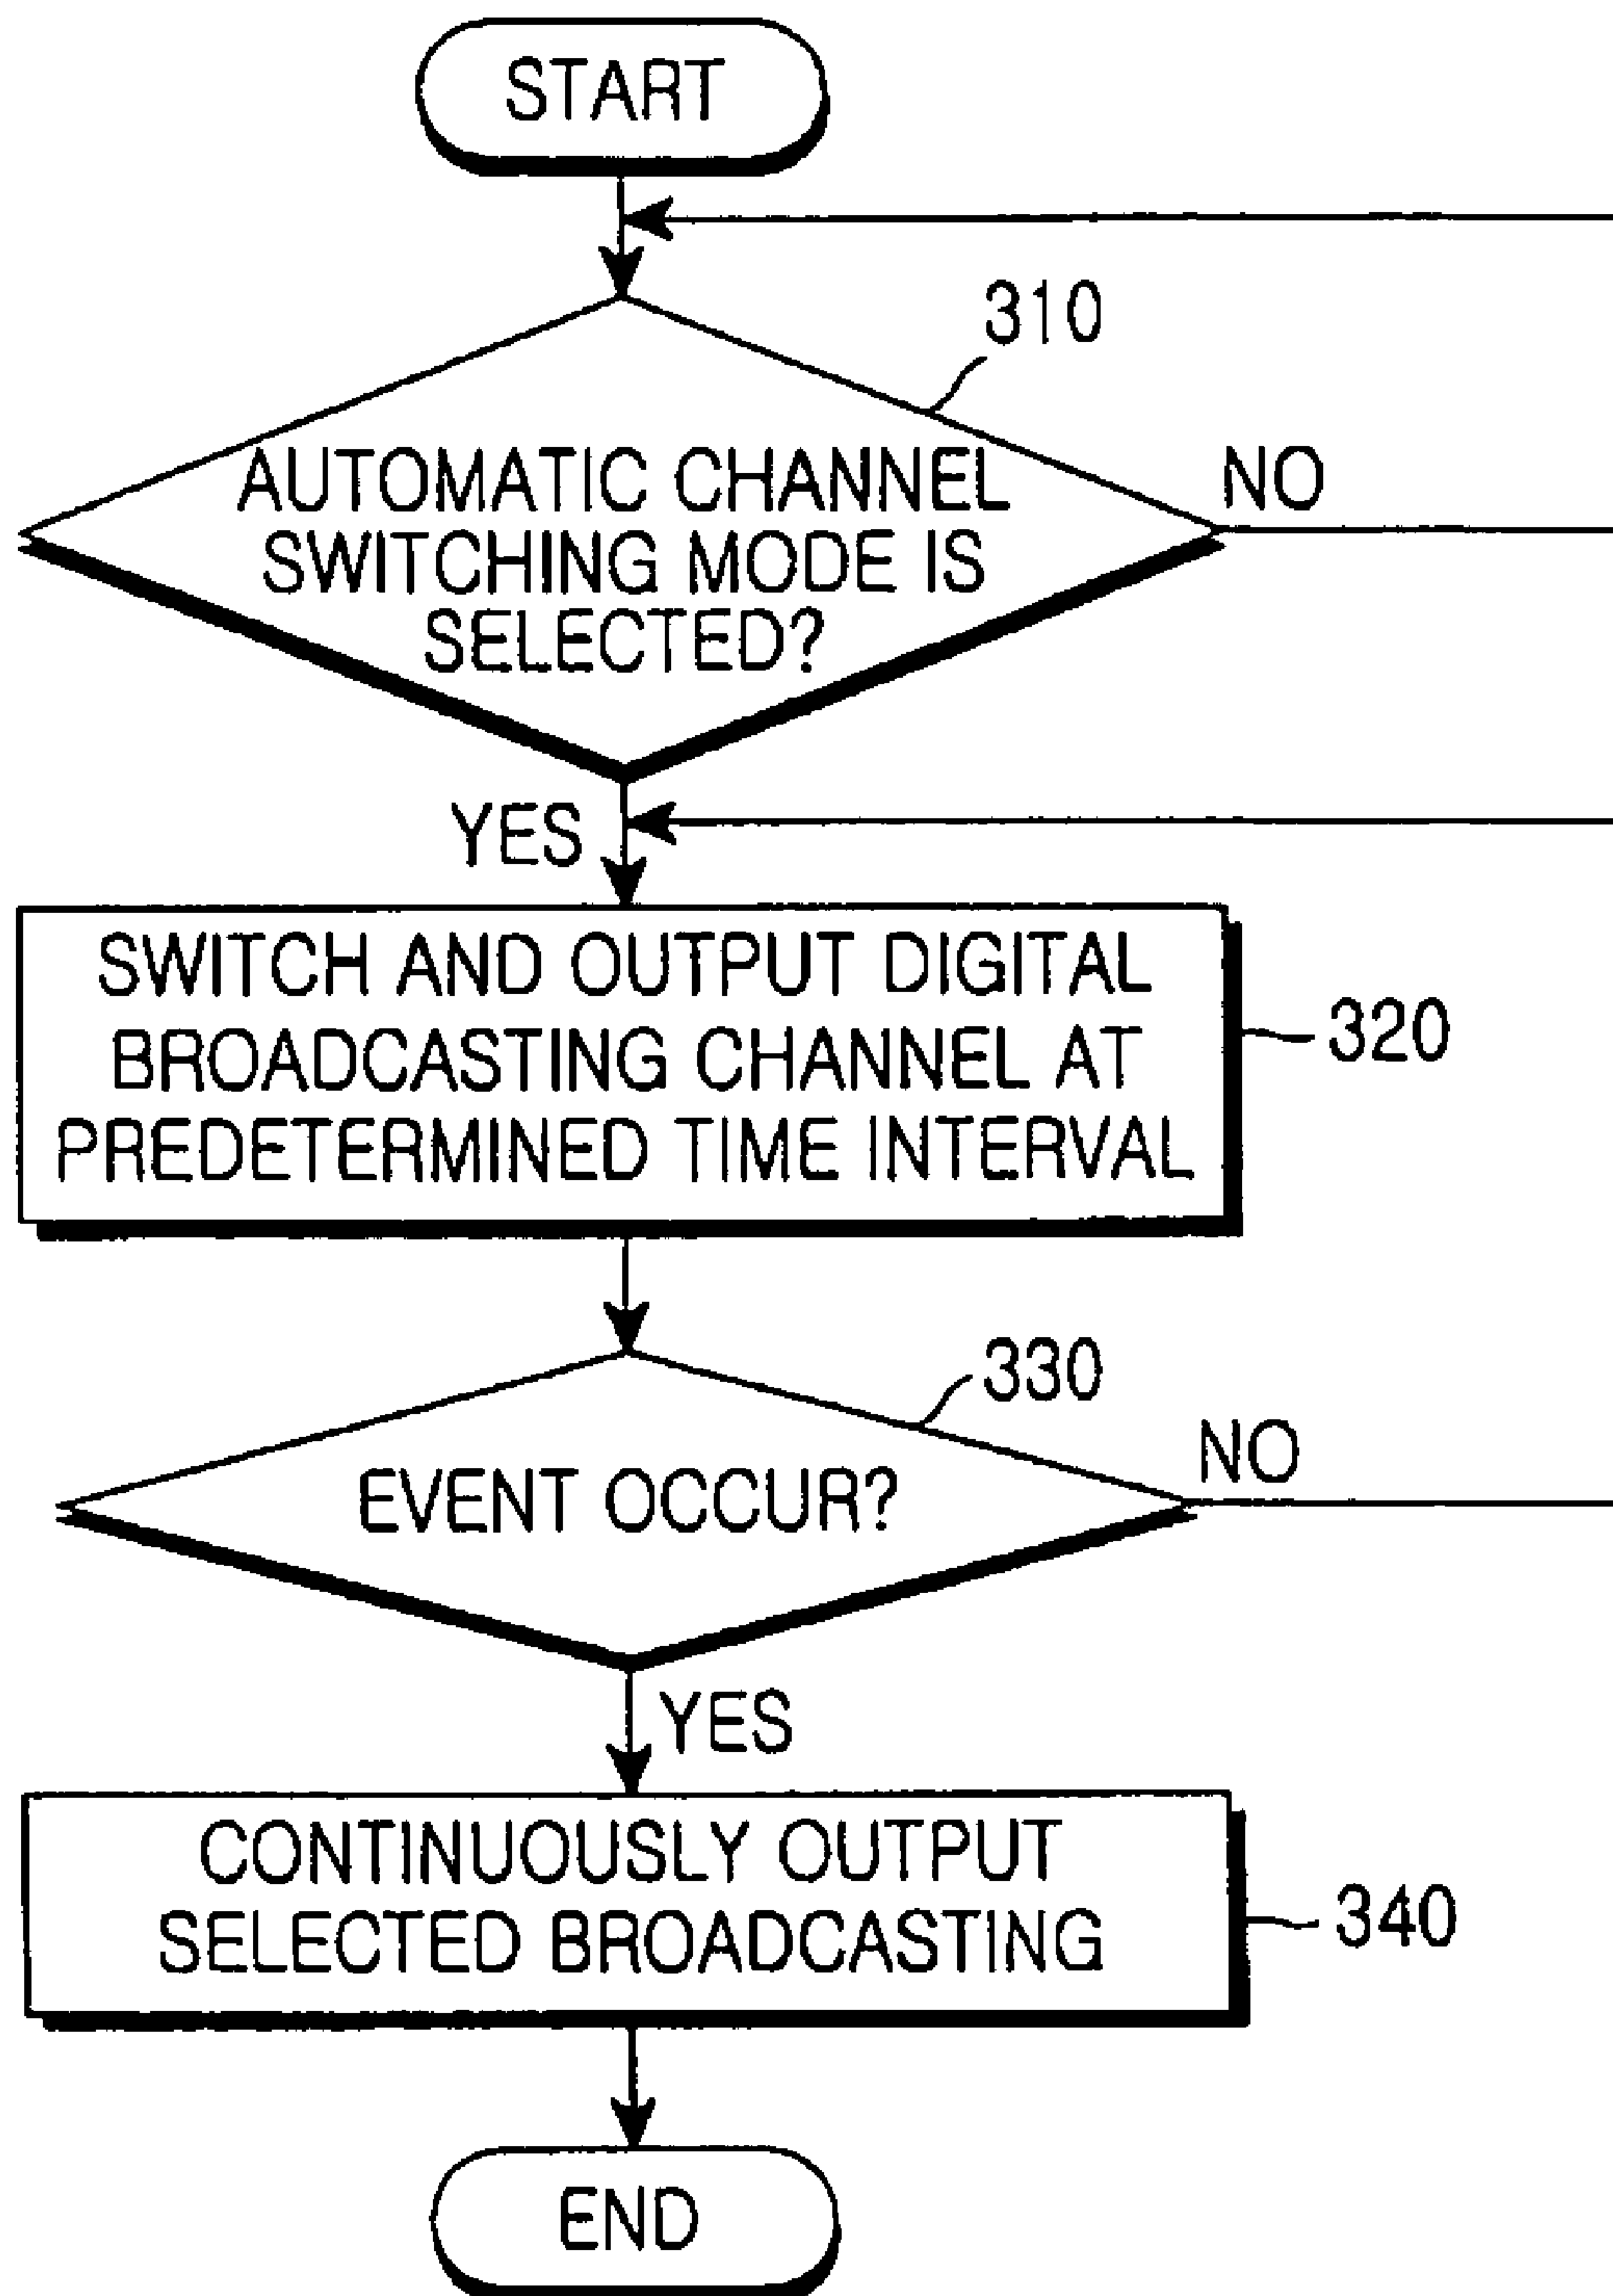 START
310
AUTOMATIC CHANNEL
SWITCHING MODE IS
SELECTED?
NO
YES
SWITCH AND OUTPUT DIGITAL
BROADCASTING CHANNEL AT
PREDETERMINED TIME INTERVAL
320
330
EVENT OCCUR?
NO
YES
CONTINUOUSLY OUTPUT
SELECTED BROADCASTING
340
END